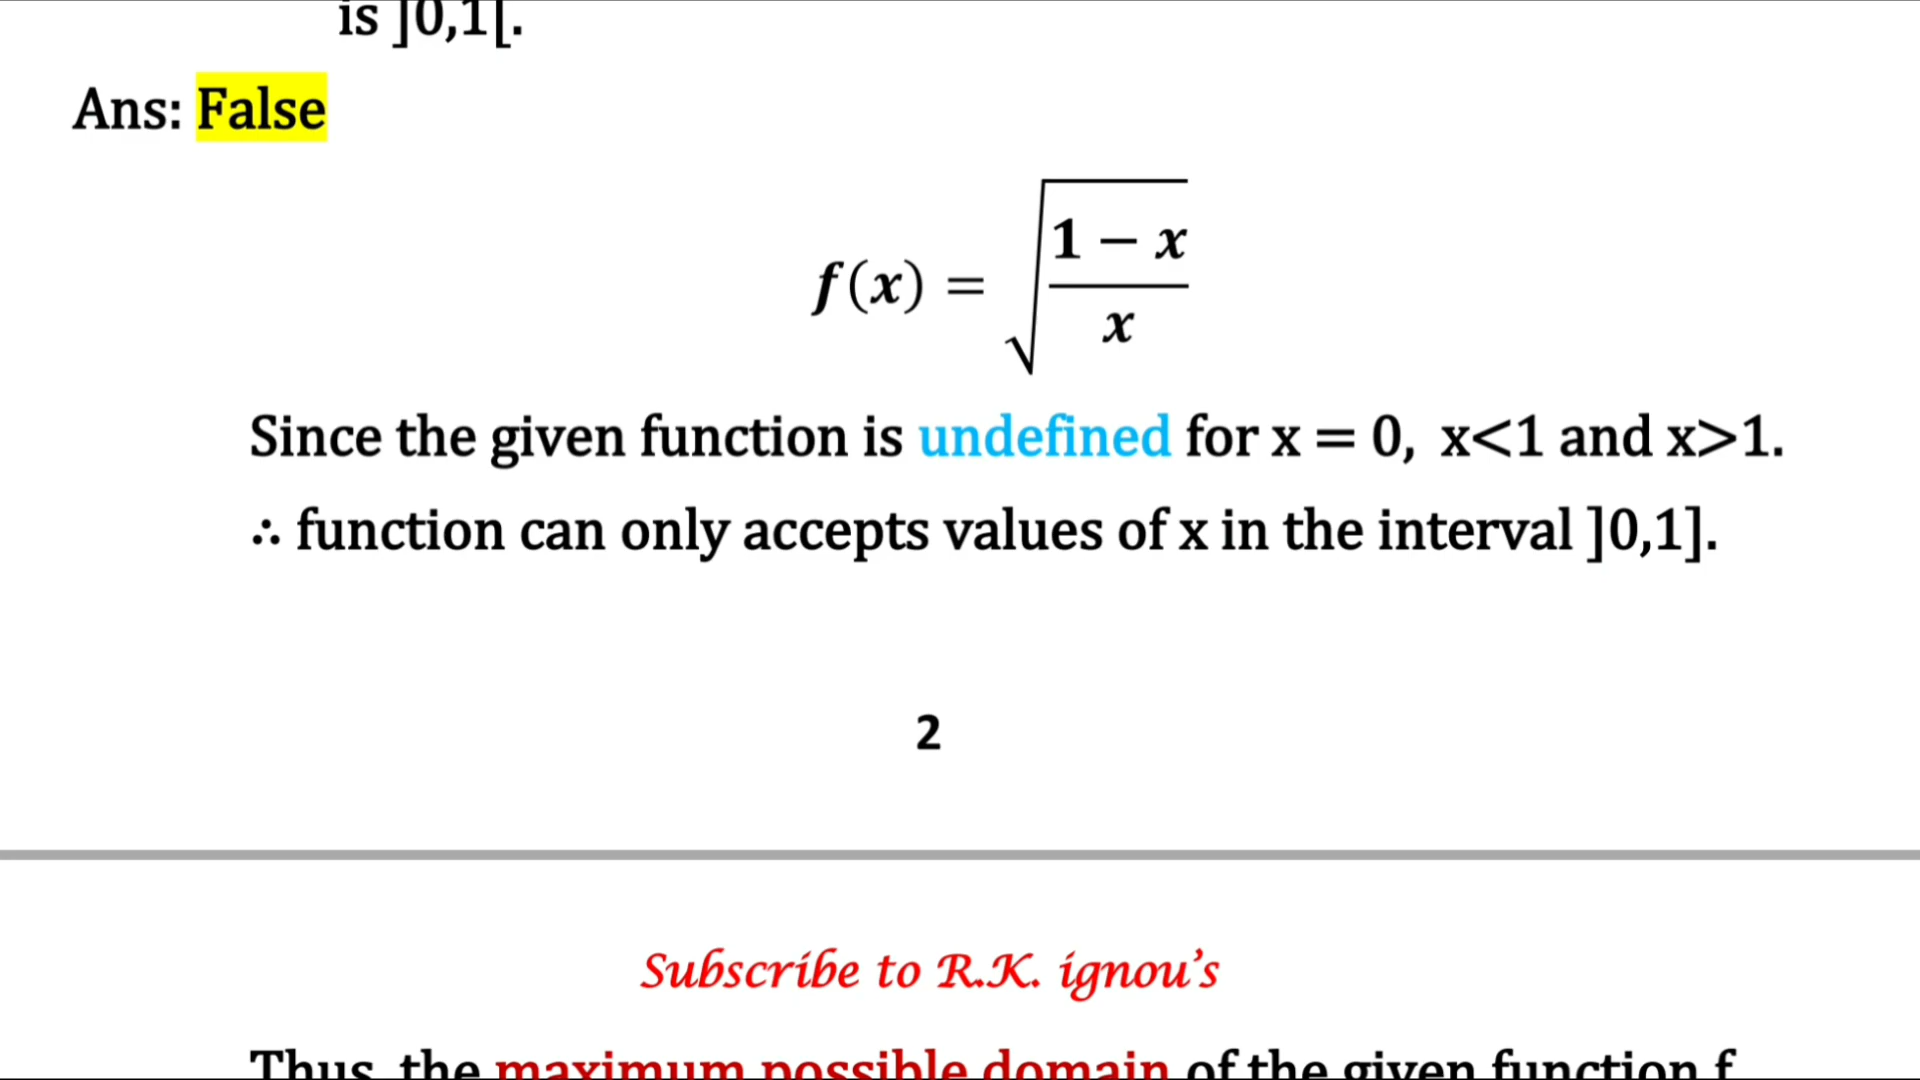 is ]0,1[.
Ans: False
f(x) = √((1 − x)/x)
Since the given function is undefined for x = 0, x<1 and x>1.
∴ function can only accepts values of x in the interval ]0,1].
2
Subscribe to R.K. ignou's
Thus, the maximum possible domain of the given function f